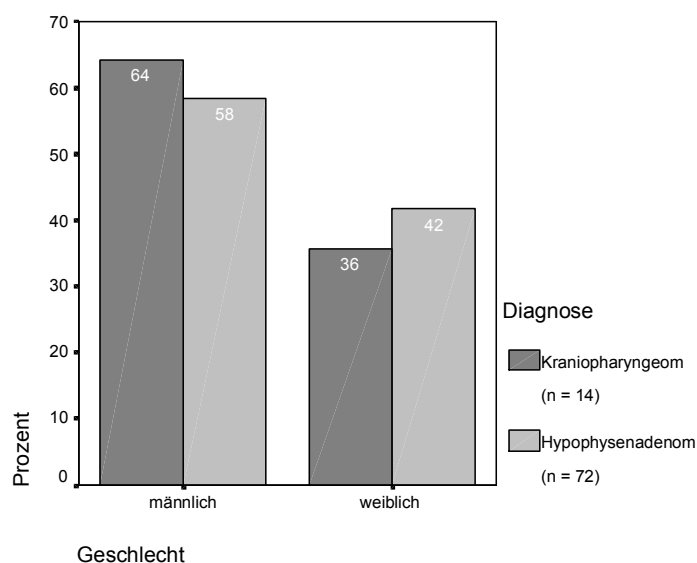 70
60
50
40
30
20
10
0
Prozent
64
58
36
42
männlich
weiblich
Geschlecht
Diagnose
Kraniopharyngeom
(n = 14)
Hypophysenadenom
(n = 72)